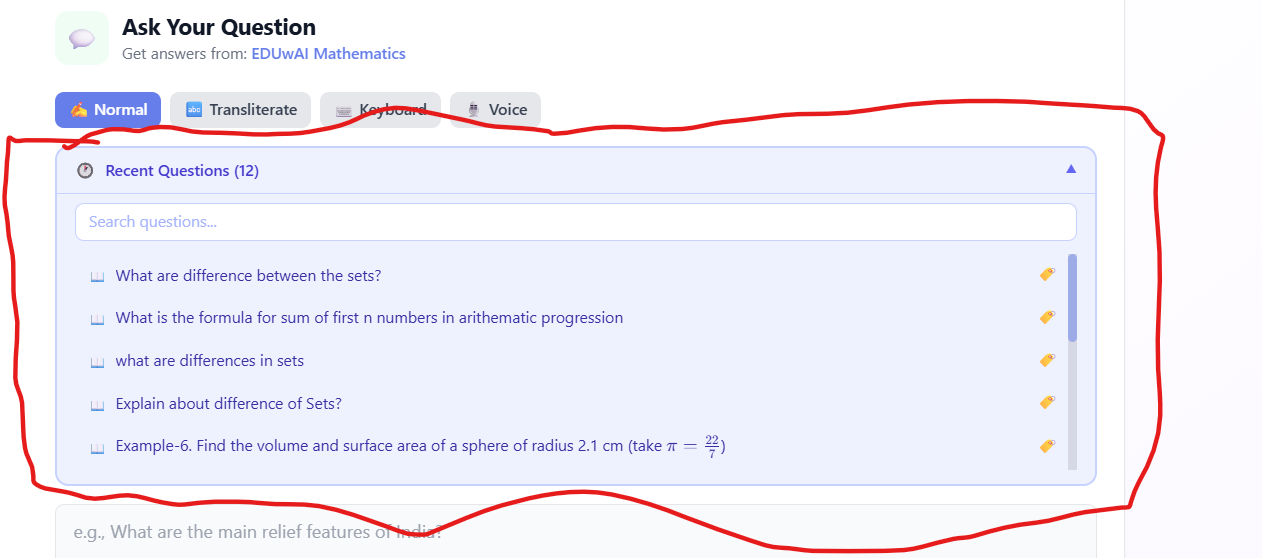 Ask Your Question
Get answers from: EDUwAI Mathematics
Normal Transliterate Keyboard Voice
Recent Questions (12)
Search questions...
What are difference between the sets?
What is the formula for sum of first n numbers in arithematic progression
what are differences in sets
Explain about difference of Sets?
Example-6. Find the volume and surface area of a sphere of radius 2.1 cm (take π = 22/7)
e.g., What are the main relief features of India?